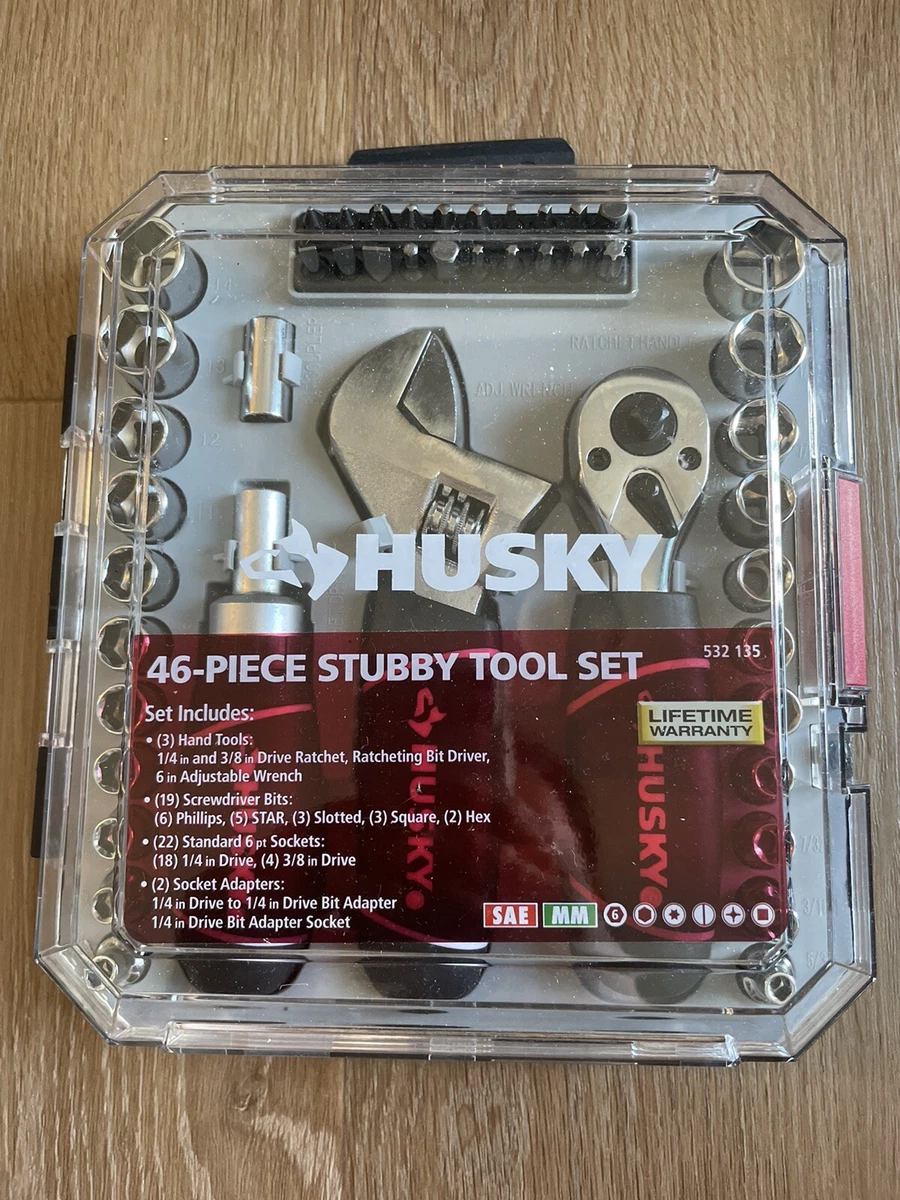 14
RATCHET HANDLE
ADJ. WRENCH
12
HUSKY
532 135
46-PIECE STUBBY TOOL SET
LIFETIME
WARRANTY
Set Includes:
• (3) Hand Tools:
1/4 in and 3/8 in Drive Ratchet, Ratcheting Bit Driver,
6 in Adjustable Wrench
• (19) Screwdriver Bits:
(6) Phillips, (5) STAR, (3) Slotted, (3) Square, (2) Hex
• (22) Standard 6 pt Sockets:
(18) 1/4 in Drive, (4) 3/8 in Drive
• (2) Socket Adapters:
1/4 in Drive to 1/4 in Drive Bit Adapter
1/4 in Drive Bit Adapter Socket
SAE MM 6
HUSKY
HUSKY
HUSKY